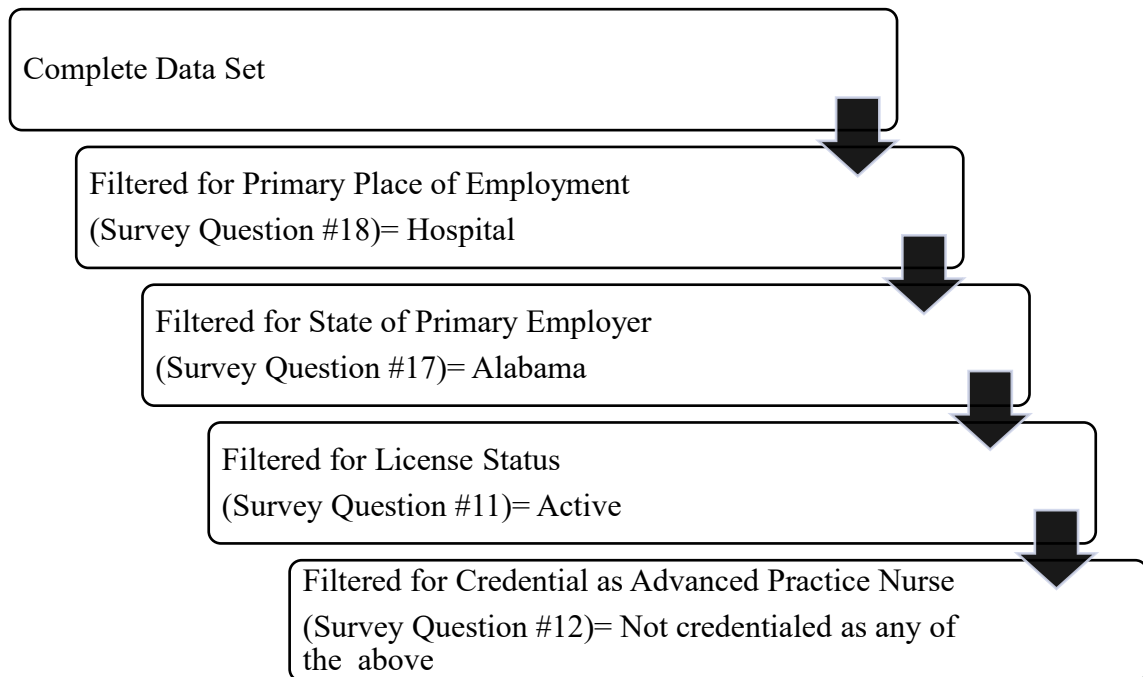 Complete Data Set
Filtered for Primary Place of Employment
(Survey Question #18)= Hospital
Filtered for State of Primary Employer
(Survey Question #17)= Alabama
Filtered for License Status
(Survey Question #11)= Active
Filtered for Credential as Advanced Practice Nurse
(Survey Question #12)= Not credentialed as any of
the above